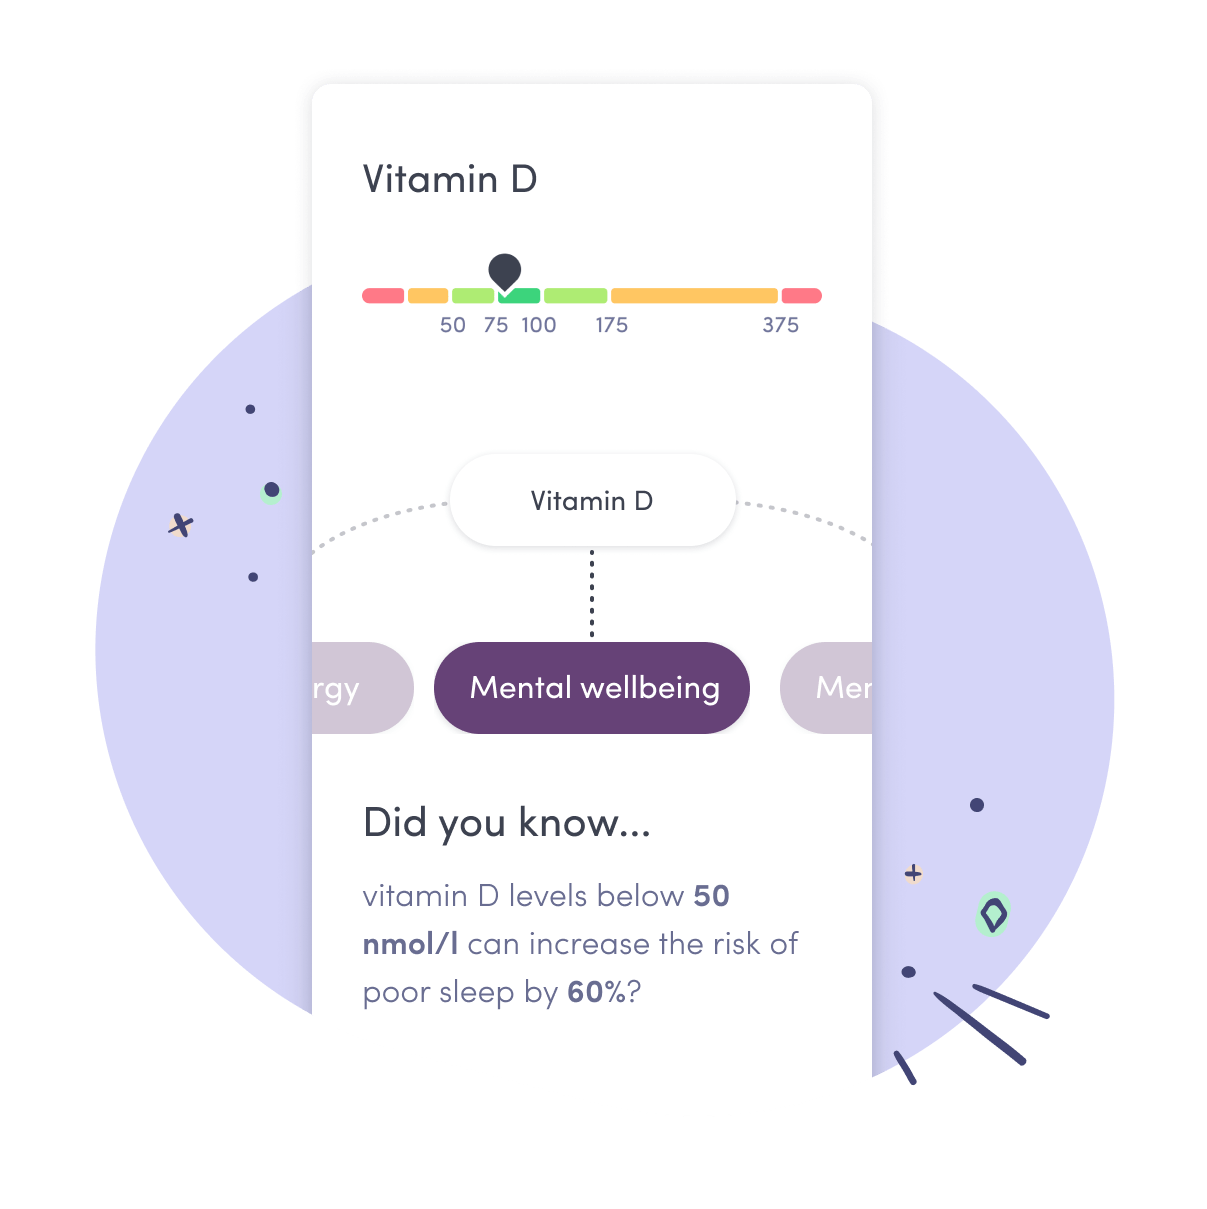 Vitamin D
50 75 100 175 375
Vitamin D
rgy Mental wellbeing Mer
Did you know...
vitamin D levels below 50
nmol/l can increase the risk of
poor sleep by 60%?